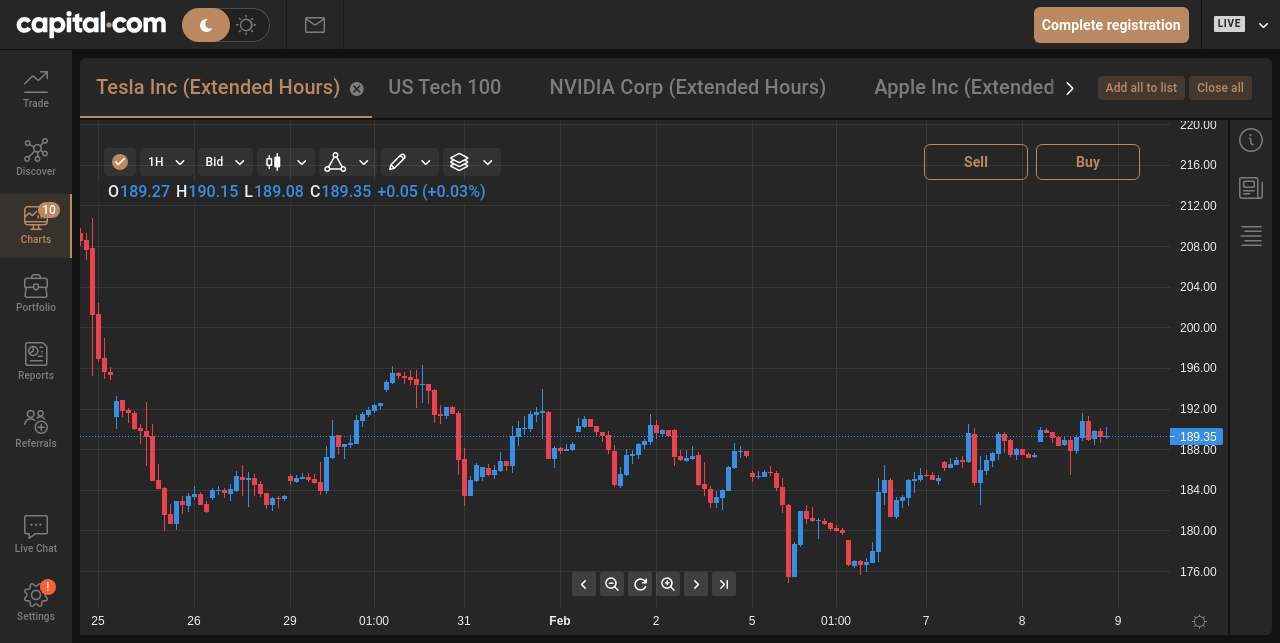 capital.com
Complete registration
LIVE
Trade
Discover
10
Charts
Portfolio
Reports
Referrals
Live Chat
!
Settings
Tesla Inc (Extended Hours)
US Tech 100
NVIDIA Corp (Extended Hours)
Apple Inc (Extended
Add all to list
Close all
1H
Bid
Sell
Buy
O189.27 H190.15 L189.08 C189.35 +0.05 (+0.03%)
220.00
216.00
212.00
208.00
204.00
200.00
196.00
192.00
189.35
188.00
184.00
180.00
176.00
25 26 29 01:00 31 Feb 2 5 01:00 7 8 9